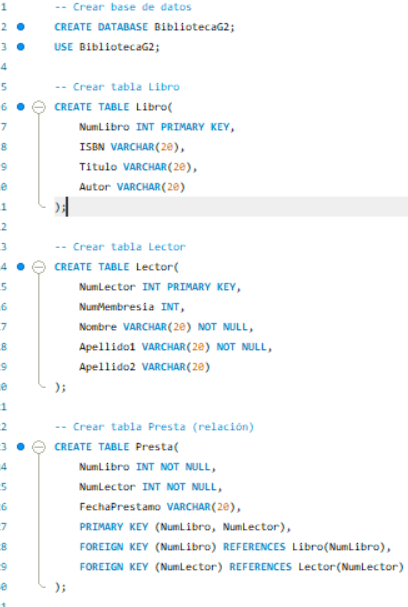 1 -- Crear base de datos
2 CREATE DATABASE BibliotecaG2;
3 USE BibliotecaG2;
4
5 -- Crear tabla Libro
6 CREATE TABLE Libro(
7 NumLibro INT PRIMARY KEY,
8 ISBN VARCHAR(20),
9 Titulo VARCHAR(20),
0 Autor VARCHAR(20)
1 );
2
3 -- Crear tabla Lector
4 CREATE TABLE Lector(
5 NumLector INT PRIMARY KEY,
6 NumMembresia INT,
7 Nombre VARCHAR(20) NOT NULL,
8 Apellido1 VARCHAR(20) NOT NULL,
9 Apellido2 VARCHAR(20)
0 );
1
2 -- Crear tabla Presta (relación)
3 CREATE TABLE Presta(
4 NumLibro INT NOT NULL,
5 NumLector INT NOT NULL,
6 FechaPrestamo VARCHAR(20),
7 PRIMARY KEY (NumLibro, NumLector),
8 FOREIGN KEY (NumLibro) REFERENCES Libro(NumLibro),
9 FOREIGN KEY (NumLector) REFERENCES Lector(NumLector)
0 );